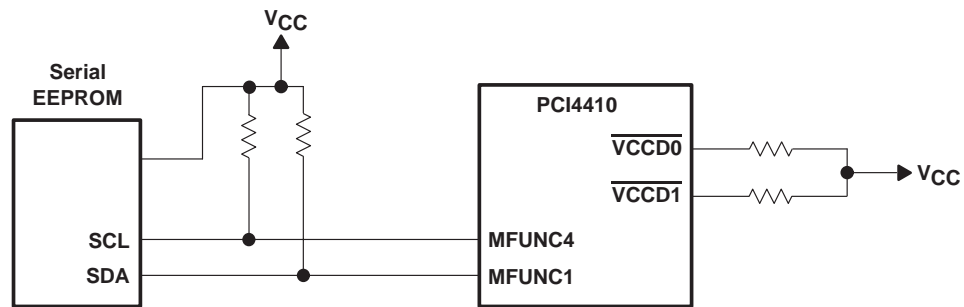 VCC
Serial
EEPROM
PCI4410
VCCD0
VCCD1
VCC
SCL
MFUNC4
SDA
MFUNC1